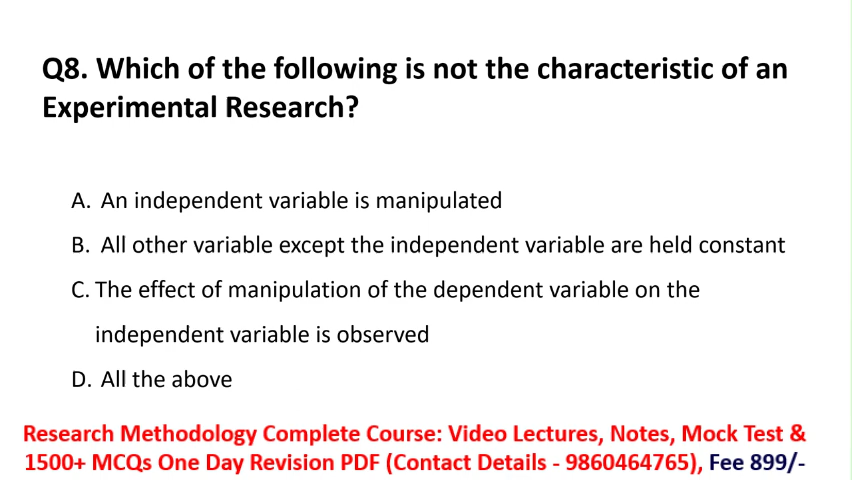 Q8. Which of the following is not the characteristic of an
Experimental Research?
A. An independent variable is manipulated
B. All other variable except the independent variable are held constant
C. The effect of manipulation of the dependent variable on the
independent variable is observed
D. All the above
Research Methodology Complete Course: Video Lectures, Notes, Mock Test &
1500+ MCQs One Day Revision PDF (Contact Details - 9860464765), Fee 899/-